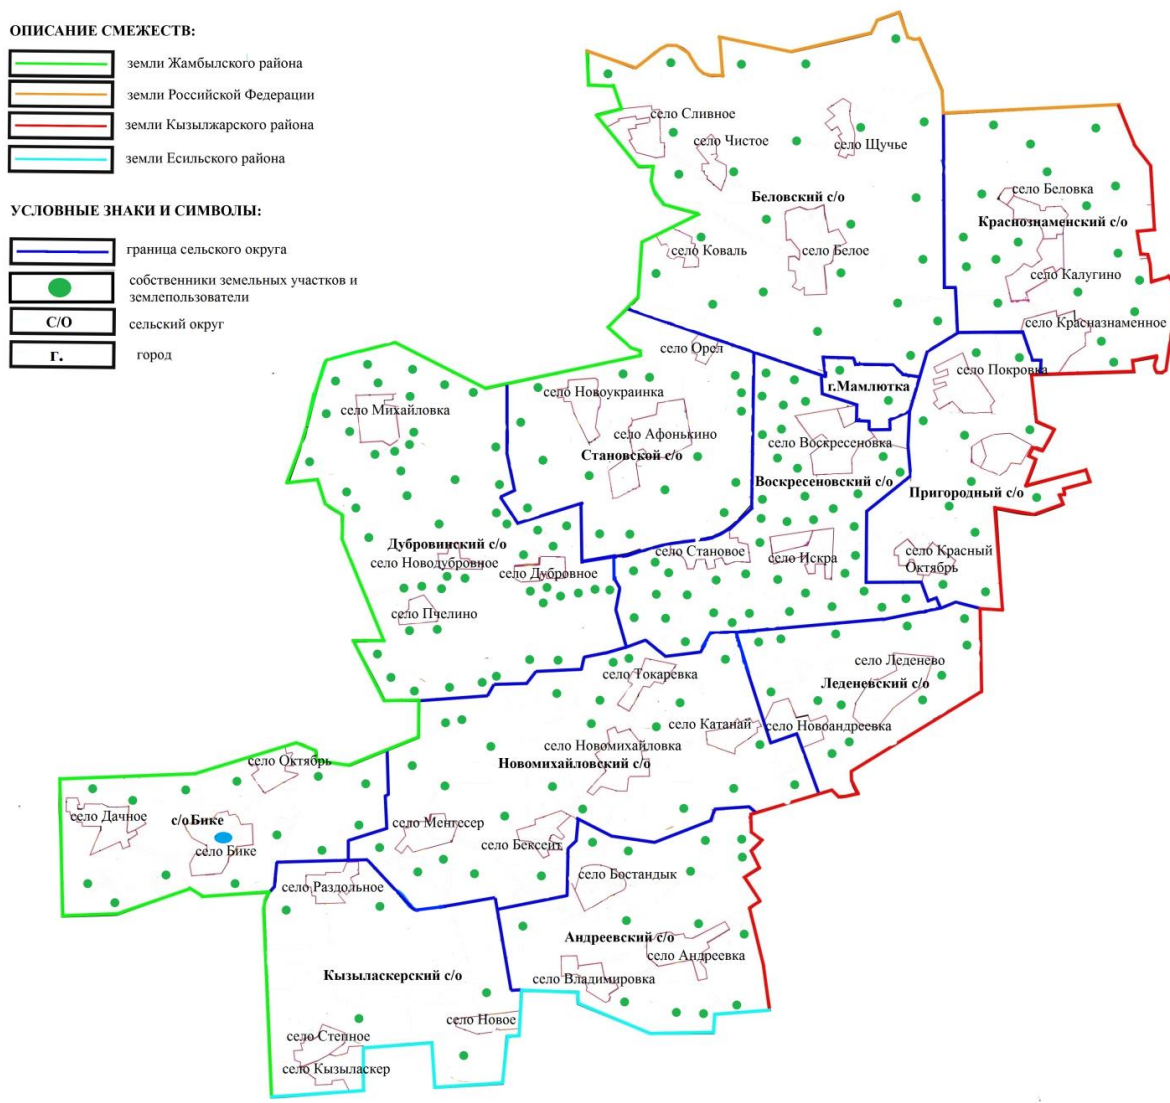 ОПИСАНИЕ СМЕЖЕСТВ:
земли Жамбылского района
земли Российской Федерации
земли Кызылжарского района
земли Есильского района
УСЛОВНЫЕ ЗНАКИ И СИМВОЛЫ:
граница сельского округа
собственники земельных участков и
землепользователи
С/О
сельский округ
г.
город
село Сливное
село Чистое
село Щучье
Беловский с/о
село Беловка
Краснознаменский с/о
село Коваль
село Белое
село Калугино
село Красназнаменное
село Орел
село Покровка
г.Мамлютка
село Новоукраинка
село Михайловка
село Афонькино
село Воскресеновка
Становской с/о
Воскресеновский с/о
Пригородный с/о
Дубровинский с/о
село Новодубровное
село Дубровное
село Становое
село Искра
село Красный
Октябрь
село Пчелино
село Токаревка
село Леденево
Леденевский с/о
село Катанай
село Новоандреевка
село Новомихайловка
Новомихайловский с/о
село Октябрь
село Дачное
с/о Бике
село Бике
село Менгесер
село Бексеит
село Раздольное
село Бостандык
Андреевский с/о
село Андреевка
Кызыласкерский с/о
село Владимировка
село Новое
село Степное
село Кызыласкер